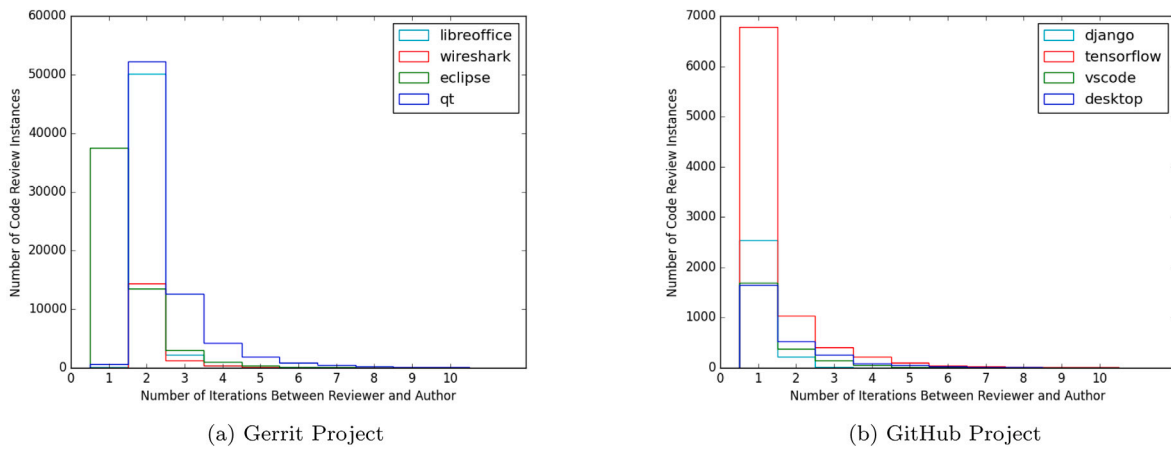 60000
50000
40000
30000
20000
10000
0
Number of Code Review Instances
libreoffice
wireshark
eclipse
qt
0 1 2 3 4 5 6 7 8 9 10
Number of Iterations Between Reviewer and Author
(a) Gerrit Project
7000
6000
5000
4000
3000
2000
1000
0
Number of Code Review Instances
django
tensorflow
vscode
desktop
0 1 2 3 4 5 6 7 8 9 10
Number of Iterations Between Reviewer and Author
(b) GitHub Project